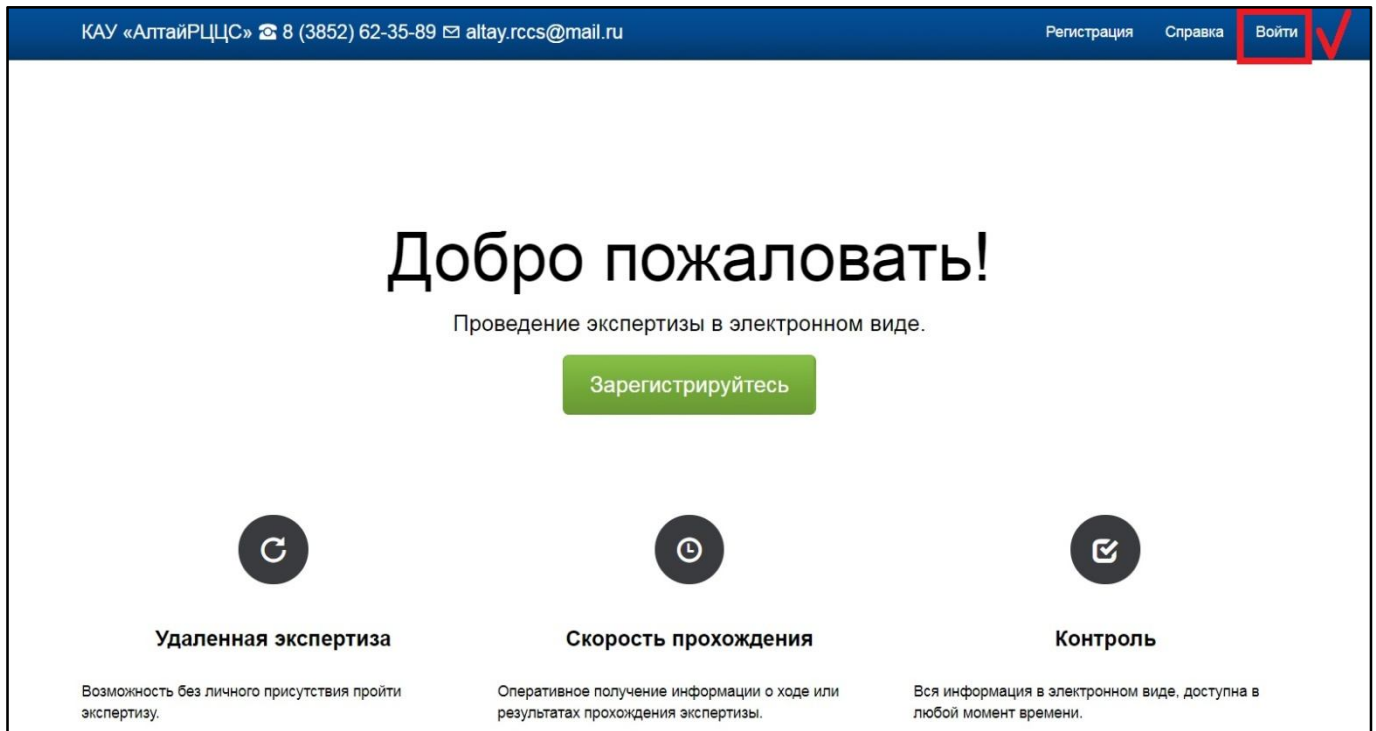 КАУ «АлтайРЦЦС» ☎ 8 (3852) 62-35-89 ✉ altay.rccs@mail.ru
Регистрация Справка Войти
Добро пожаловать!
Проведение экспертизы в электронном виде.
Зарегистрируйтесь
Удаленная экспертиза
Возможность без личного присутствия пройти
экспертизу.
Скорость прохождения
Оперативное получение информации о ходе или
результатах прохождения экспертизы.
Контроль
Вся информация в электронном виде, доступна в
любой момент времени.